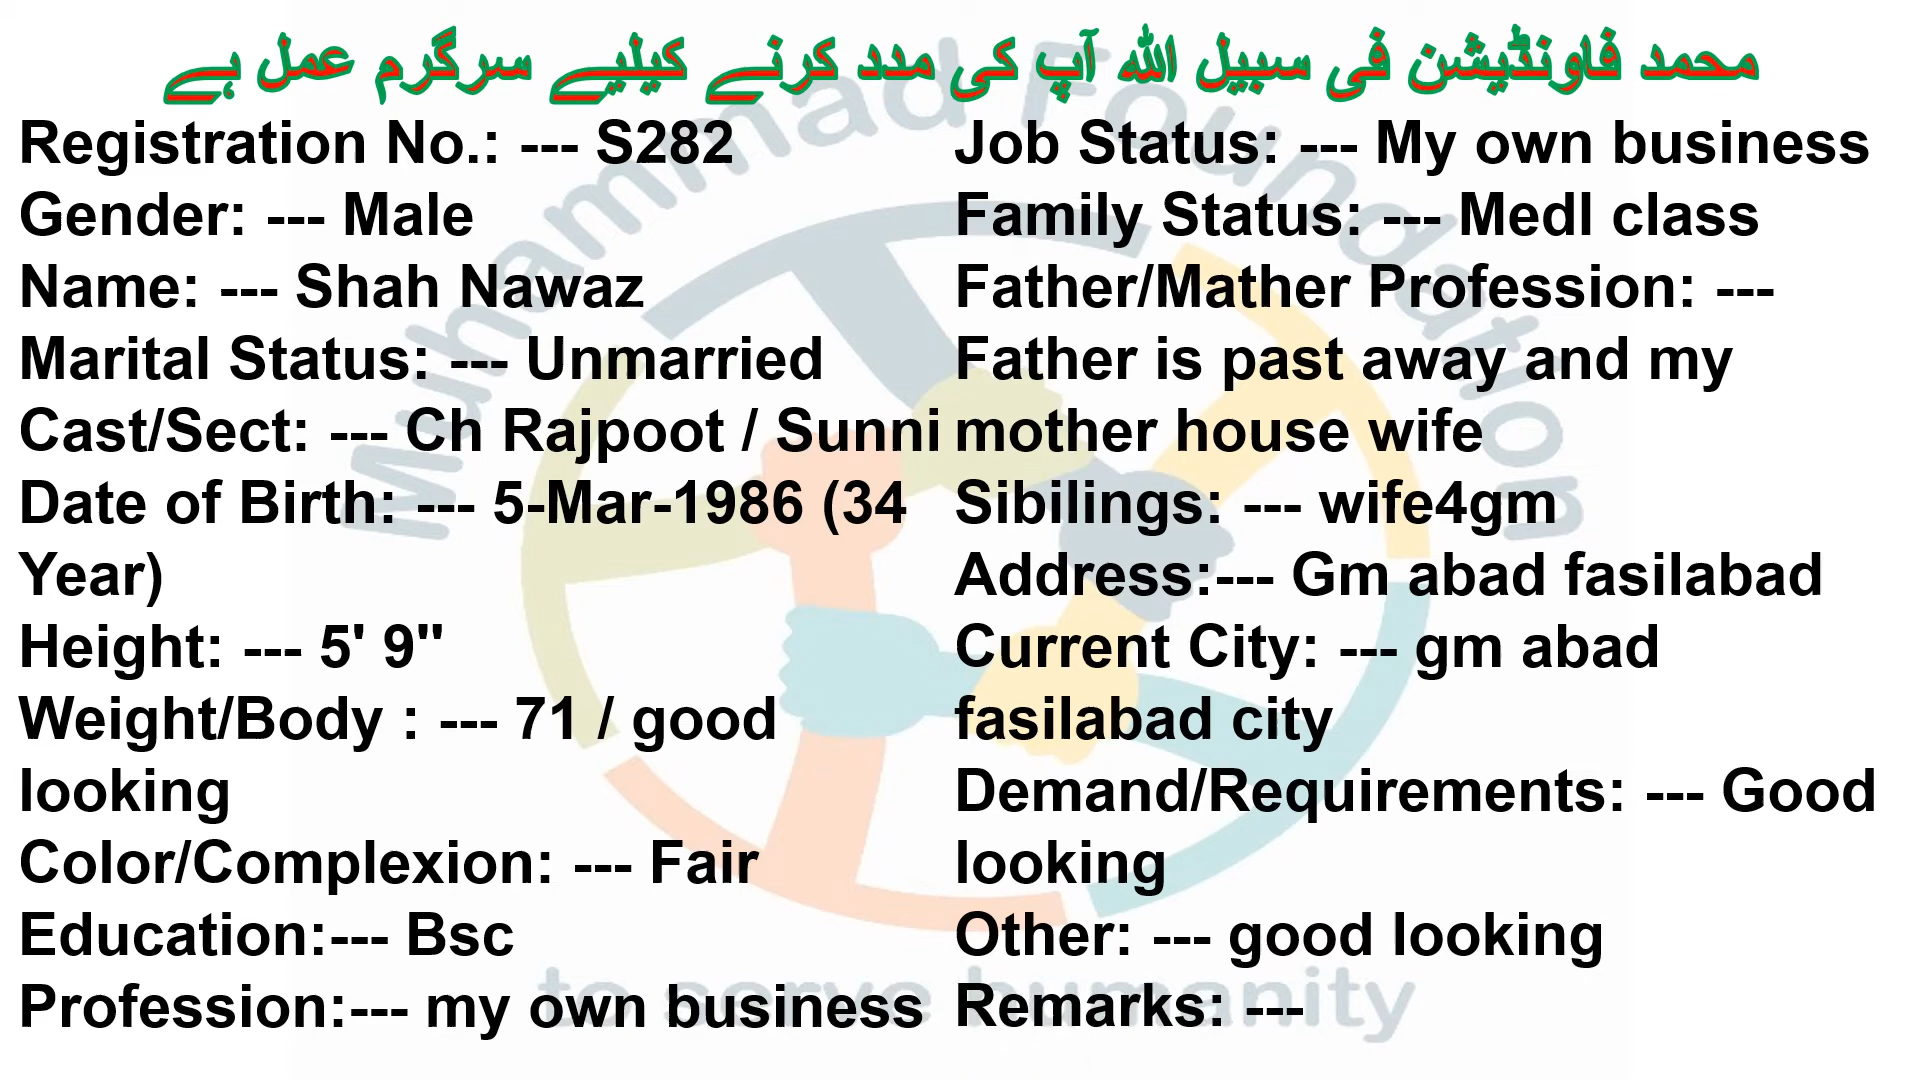 محمد فاونڈیشن فی سبیل اللہ آپ کی مدد کرنے کیلیے سرگرم عمل ہے
Registration No.: --- S282
Gender: --- Male
Name: --- Shah Nawaz
Marital Status: --- Unmarried
Cast/Sect: --- Ch Rajpoot / Sunni
Date of Birth: --- 5-Mar-1986 (34
Year)
Height: --- 5' 9"
Weight/Body : --- 71 / good
looking
Color/Complexion: --- Fair
Education:--- Bsc
Profession:--- my own business
Job Status: --- My own business
Family Status: --- Medl class
Father/Mather Profession: ---
Father is past away and my
mother house wife
Sibilings: --- wife4gm
Address:--- Gm abad fasilabad
Current City: --- gm abad
fasilabad city
Demand/Requirements: --- Good
looking
Other: --- good looking
Remarks: ---
Muhammad Foundation
to serve humanity